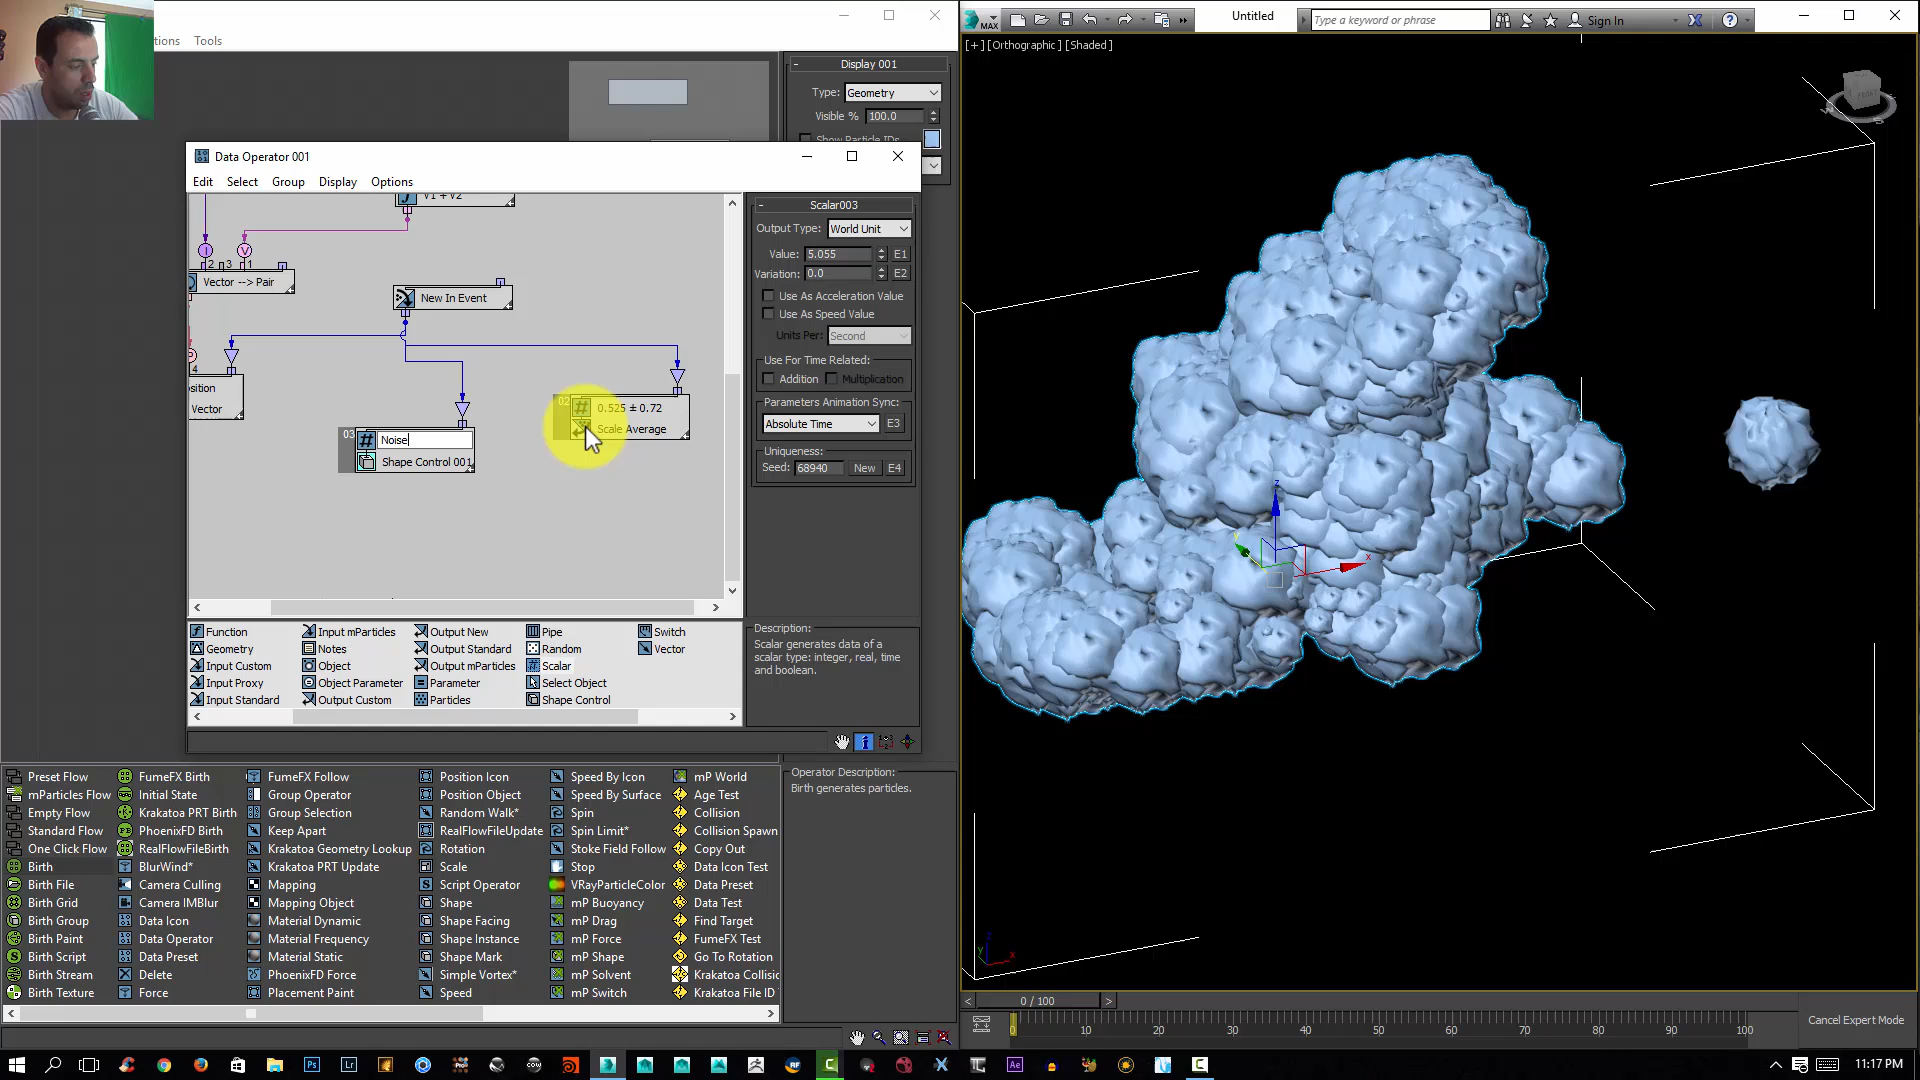 tions Tools
Data Operator 001
Edit Select Group Display Options
V1 + V2
2 3 1
Vector --> Pair
New In Event
4
sition
Vector
02
0.525 ± 0.72
Scale Average
03
Noise
Shape Control 001
Display 001
Type: Geometry
Visible % 100.0
Show Particle IDs
Scalar003
Output Type: World Unit
Value: 5.055 E1
Variation: 0.0 E2
Use As Acceleration Value
Use As Speed Value
Units Per: Second
Use For Time Related:
Addition Multiplication
Parameters Animation Sync:
Absolute Time E3
Uniqueness:
Seed: 68940 New E4
Function Input mParticles Output New Pipe Switch
Geometry Notes Output Standard Random Vector
Input Custom Object Output mParticles Scalar
Input Proxy Object Parameter Parameter Select Object
Input Standard Output Custom Particles Shape Control
Description:
Scalar generates data of a
scalar type: integer, real, time
and boolean.
Preset Flow FumeFX Birth FumeFX Follow Position Icon Speed By Icon mP World
mParticles Flow Initial State Group Operator Position Object Speed By Surface Age Test
Empty Flow Krakatoa PRT Birth Group Selection Random Walk* Spin Collision
Standard Flow PhoenixFD Birth Keep Apart RealFlowFileUpdate Spin Limit* Collision Spawn
One Click Flow RealFlowFileBirth Krakatoa Geometry Lookup Rotation Stoke Field Follow Copy Out
Birth BlurWind* Krakatoa PRT Update Scale Stop Data Icon Test
Birth File Camera Culling Mapping Script Operator VRayParticleColor Data Preset
Birth Grid Camera IMBlur Mapping Object Shape mP Buoyancy Data Test
Birth Group Data Icon Material Dynamic Shape Facing mP Drag Find Target
Birth Paint Data Operator Material Frequency Shape Instance mP Force FumeFX Test
Birth Script Data Preset Material Static Shape Mark mP Shape Go To Rotation
Birth Stream Delete PhoenixFD Force Simple Vortex* mP Solvent Krakatoa Collisio
Birth Texture Force Placement Paint Speed mP Switch Krakatoa File ID
Operator Description:
Birth generates particles.
MAX
Untitled
Type a keyword or phrase
Sign In
[+] [Orthographic] [Shaded]
FRONT
z
y
x
0 / 100
0 10 20 30 40 50 60 70 80 90 100
Cancel Expert Mode
11:17 PM